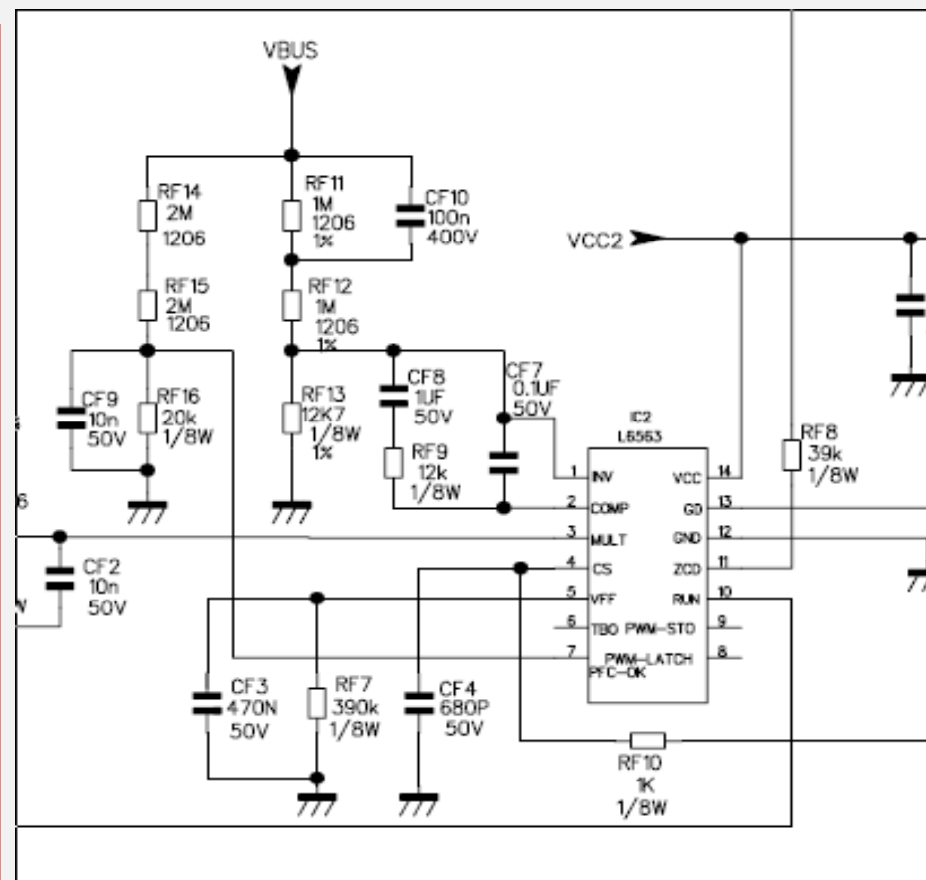 VBUS
RF14
2M
1206
RF11
1M
1206
1%
CF10
100n
400V
VCC2
RF15
2M
1206
RF12
1M
1206
1%
CF9
10n
50V
RF16
20k
1/8W
RF13
12K7
1/8W
1%
CF8
1UF
50V
CF7
0.1UF
50V
RF9
12k
1/8W
IC2
L6563
RF8
39k
1/8W
1 INV VCC 14
2 COMP GD 13
3 MULT GND 12
4 CS ZCD 11
5 VFF RUN 10
6 TBO PWM-STO 9
7 PWM-LATCH 8
PFC-OK
6
CF2
10n
50V
CF3
470N
50V
RF7
390k
1/8W
CF4
680P
50V
RF10
1K
1/8W